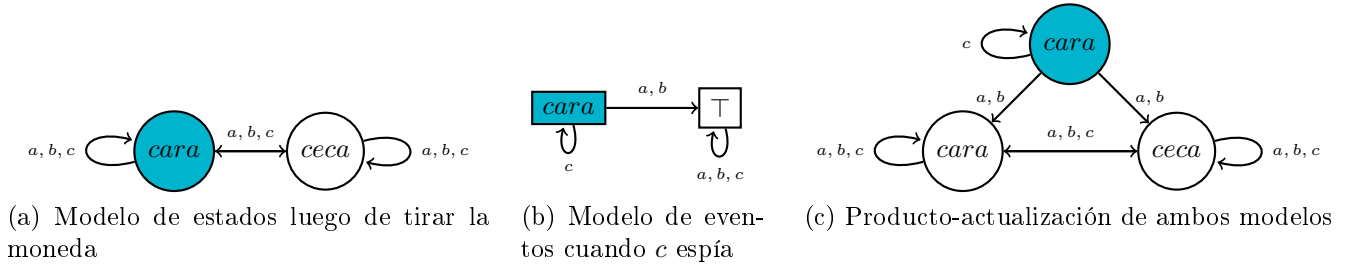 c
cara
a, b
a, b
cara
a, b, c
ceca
a, b, c
a, b, c
cara
a, b
⊤
c
a, b, c
a, b, c
cara
a, b, c
ceca
a, b, c
(a) Modelo de estados luego de tirar la
moneda
(b) Modelo de even-
tos cuando c espía
(c) Producto-actualización de ambos modelos